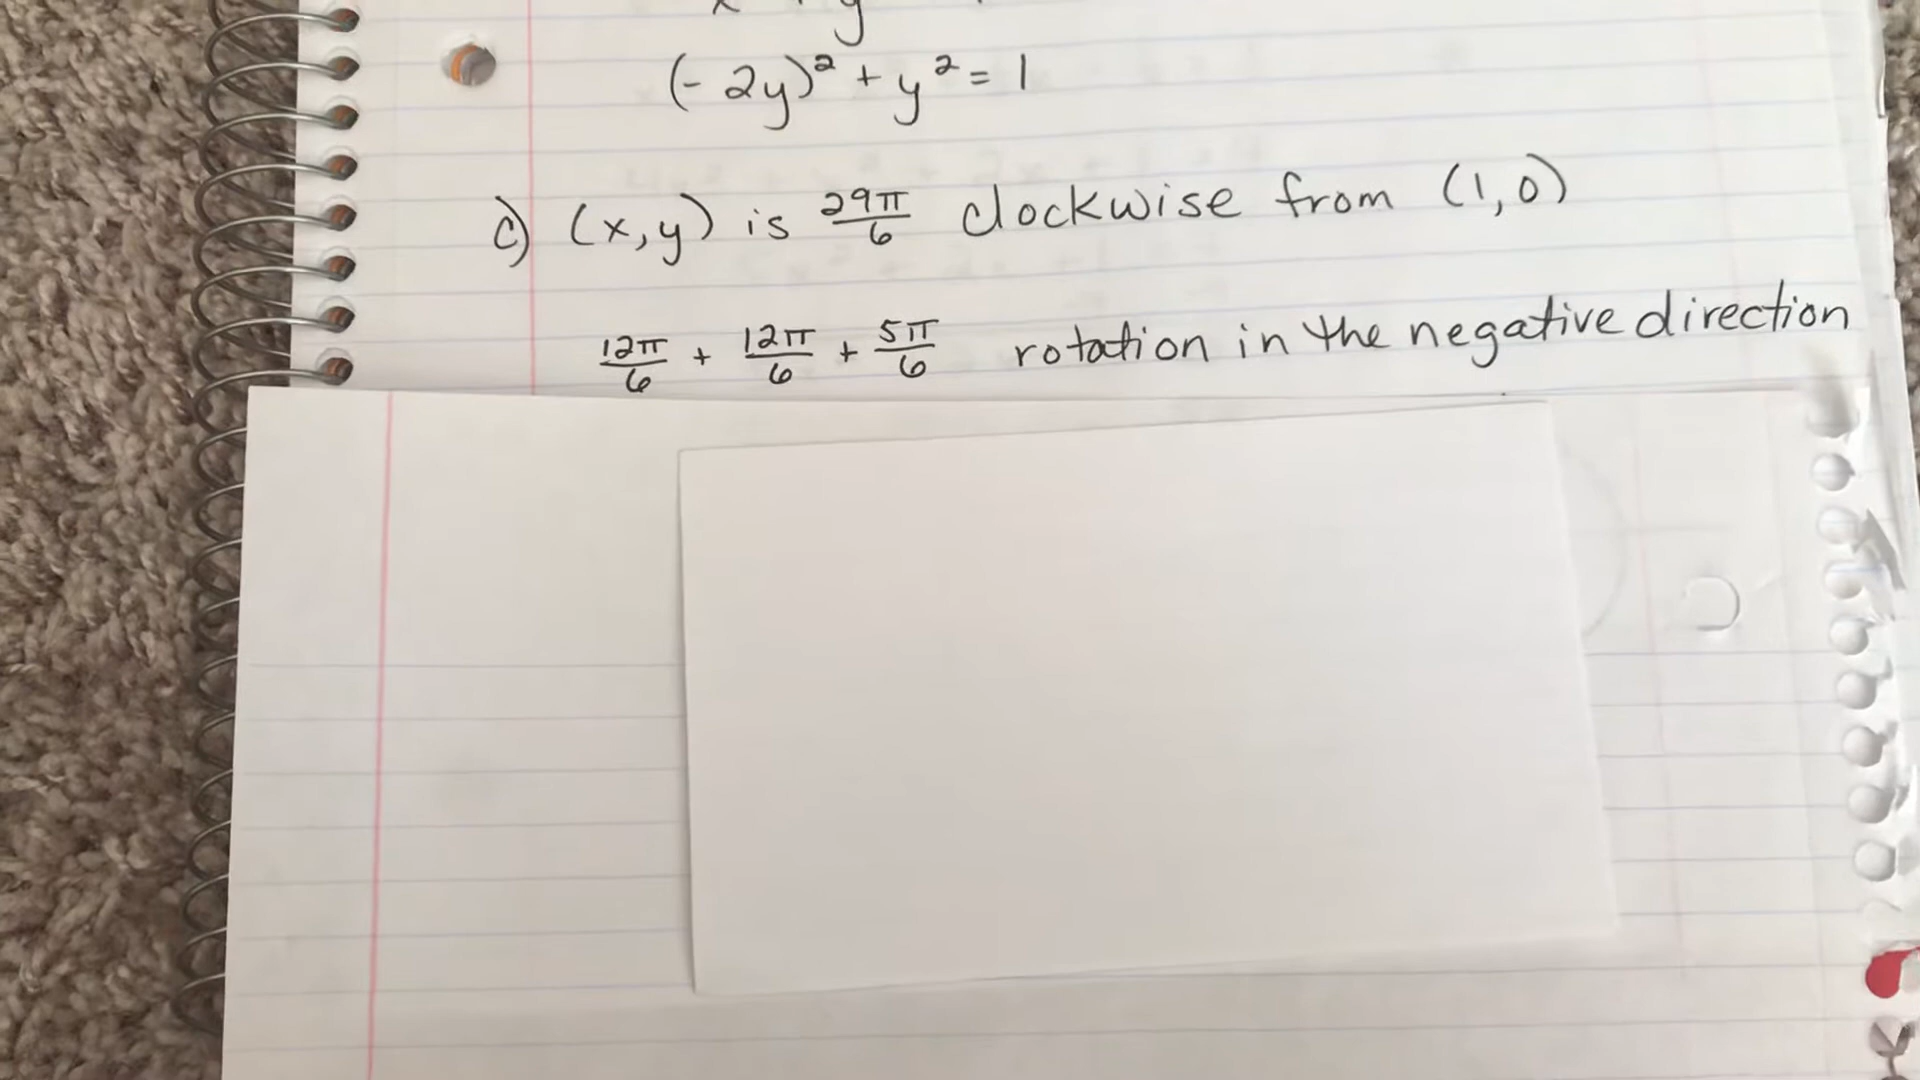 (-2y)² + y² = 1
c) (x,y) is 29π/6 clockwise from (1,0)
12π/6 + 12π/6 + 5π/6 rotation in the negative direction